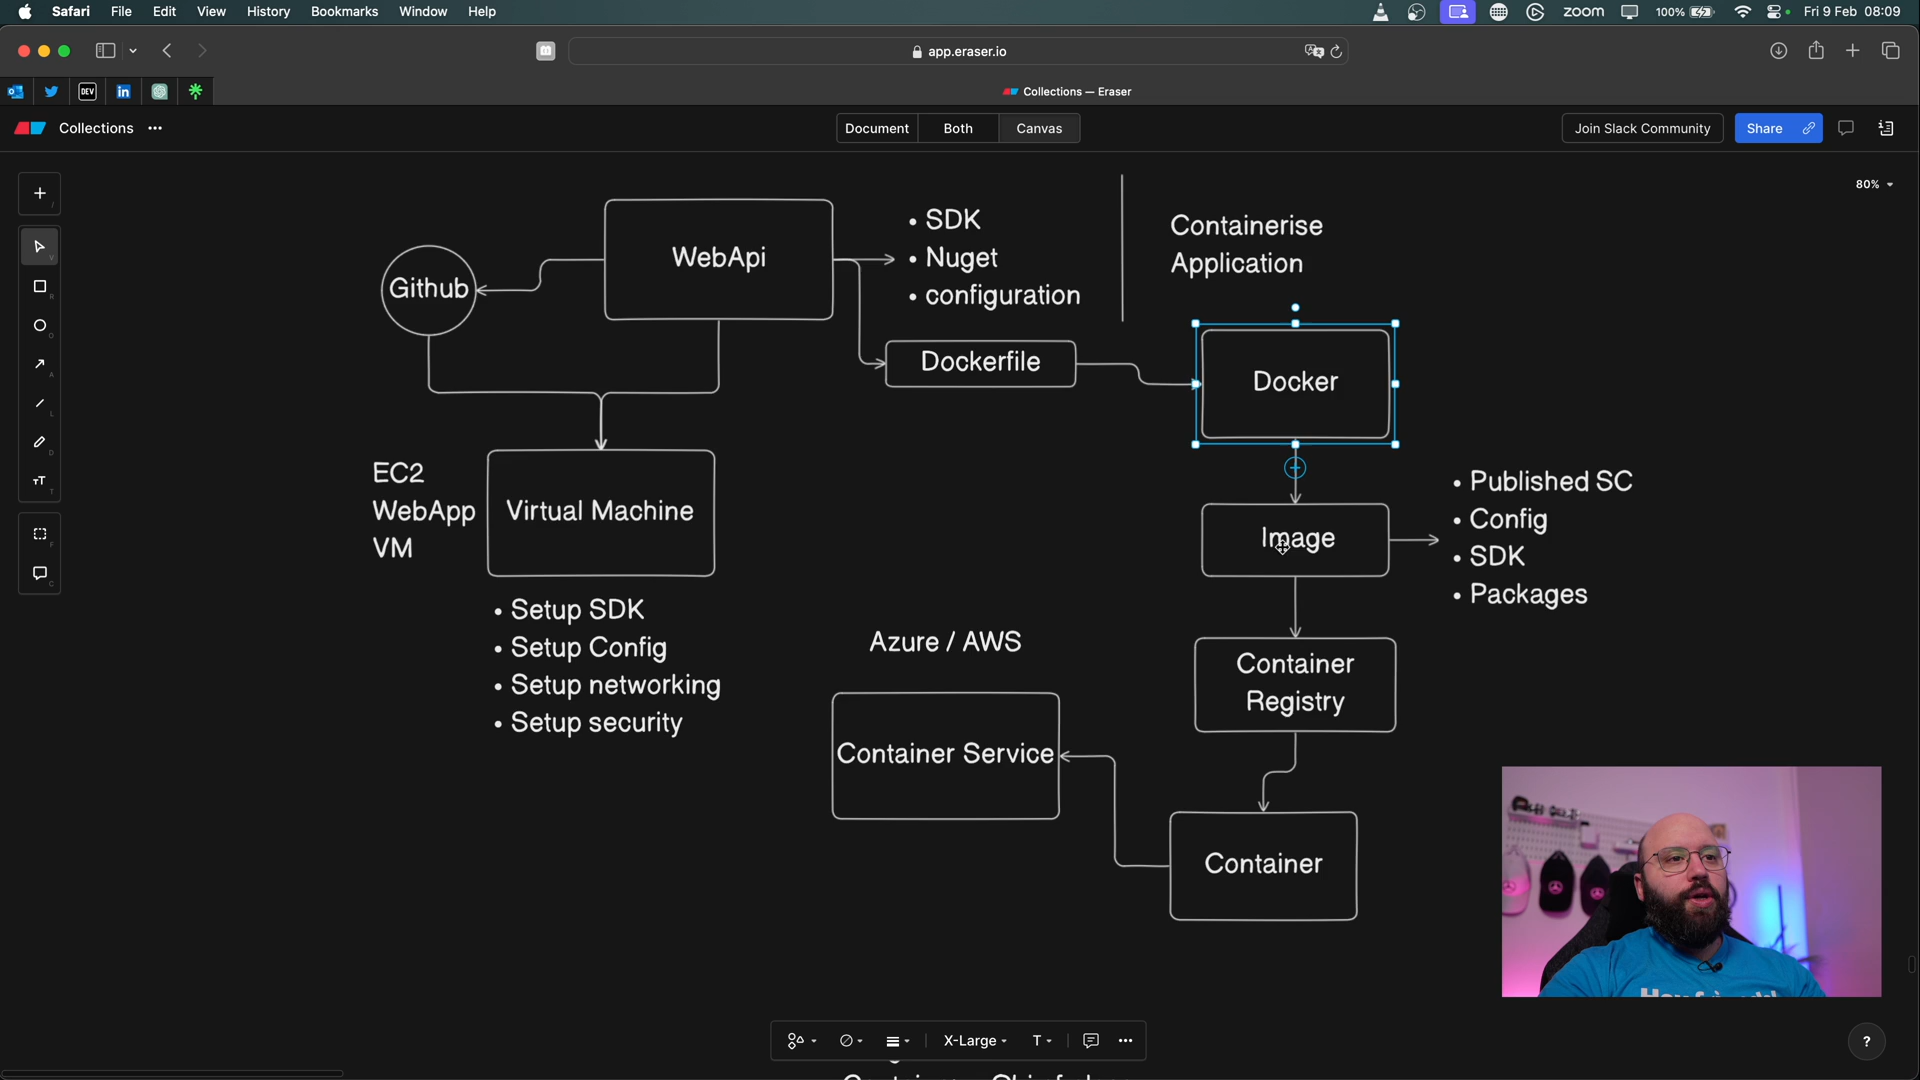 Safari File Edit View History Bookmarks Window Help zoom 100% Fri 9 Feb 08:09
app.eraser.io
DEV in Collections — Eraser
Collections ••• Document Both Canvas Join Slack Community Share
80%
WebApi
Github
• SDK
• Nuget
• configuration
Containerise
Application
Dockerfile
Docker
EC2
WebApp
VM
Virtual Machine
• Setup SDK
• Setup Config
• Setup networking
• Setup security
Image
• Published SC
• Config
• SDK
• Packages
Azure / AWS
Container
Registry
Container Service
Container
X-Large T •••
?